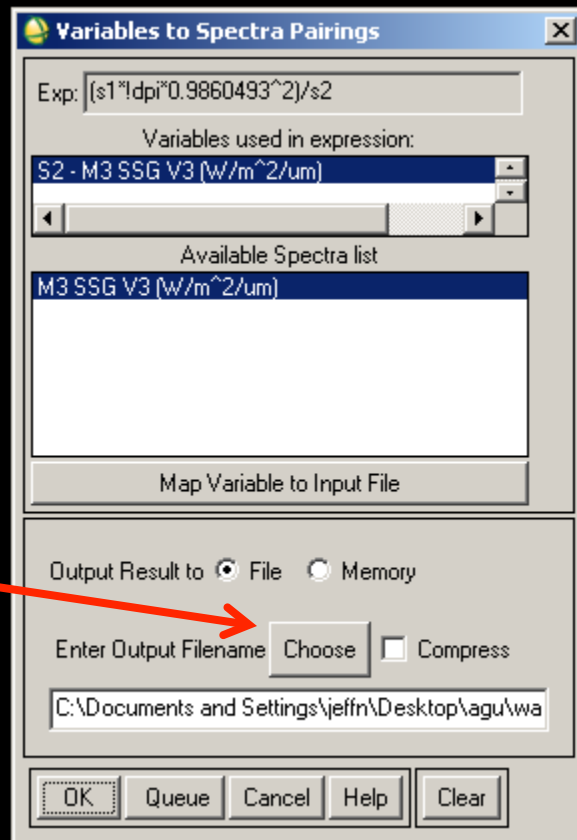 Variables to Spectra Pairings
Exp: (s1*!dpi*0.9860493^2)/s2
Variables used in expression:
S2 - M3 SSG V3 (W/m^2/um)
Available Spectra list
M3 SSG V3 (W/m^2/um)
Map Variable to Input File
Output Result to File Memory
Enter Output Filename Choose Compress
C:\Documents and Settings\jeffn\Desktop\agu\wa
OK Queue Cancel Help Clear